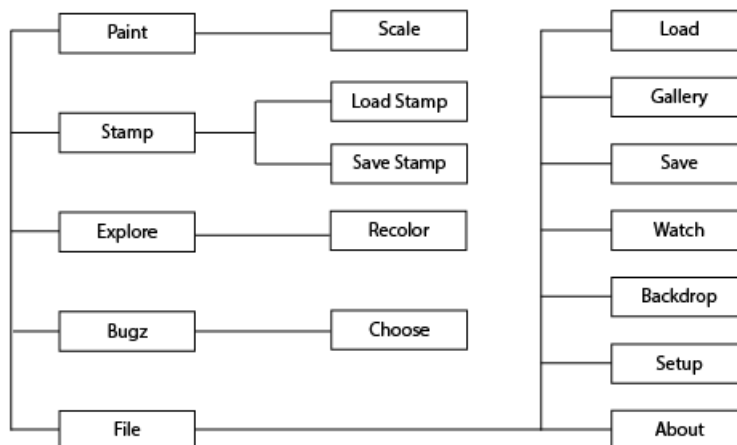 Paint
Scale
Load
Load Stamp
Gallery
Stamp
Save Stamp
Save
Explore
Recolor
Watch
Backdrop
Bugz
Choose
Setup
File
About